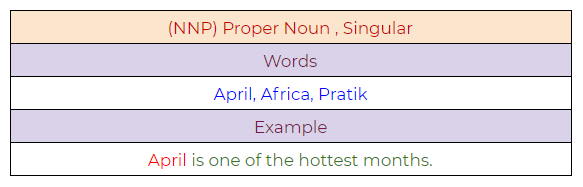 (NNP) Proper Noun , Singular
Words
April, Africa, Pratik
Example
April is one of the hottest months.